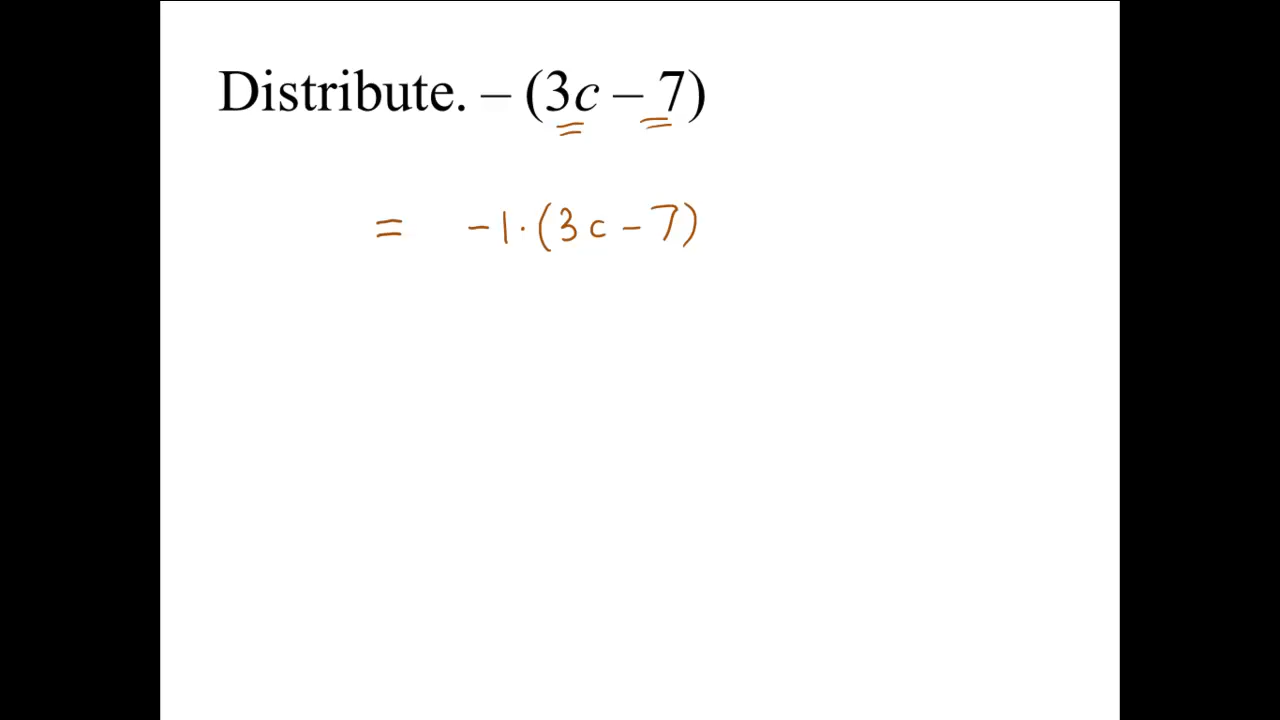 Distribute. – (3c – 7)
= -1·(3c - 7)